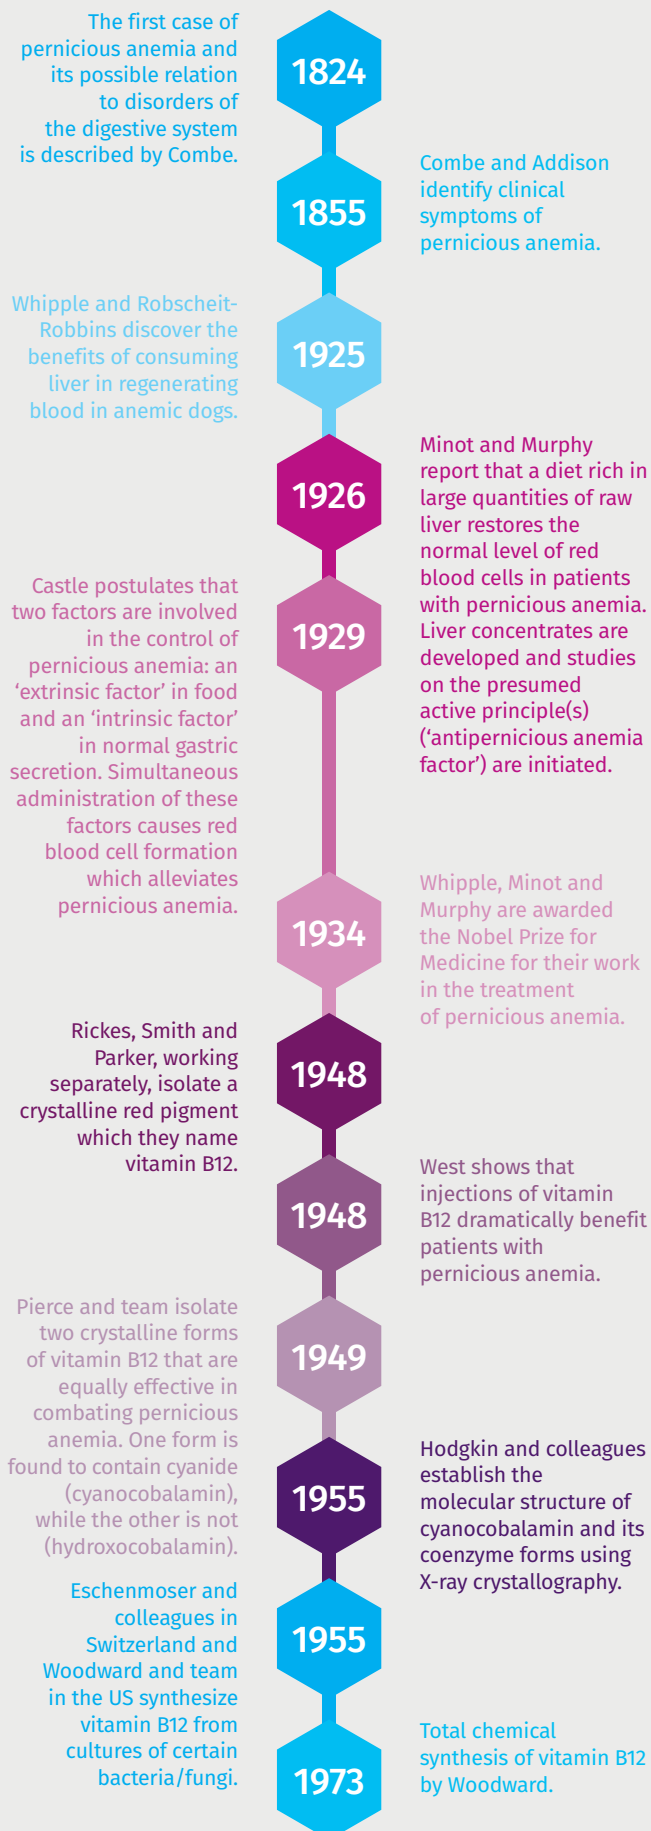 1824
The first case of
pernicious anemia and
its possible relation
to disorders of
the digestive system
is described by Combe.
1855
Combe and Addison
identify clinical
symptoms of
pernicious anemia.
1925
Whipple and Robscheit-
Robbins discover the
benefits of consuming
liver in regenerating
blood in anemic dogs.
1926
Minot and Murphy
report that a diet rich in
large quantities of raw
liver restores the
normal level of red
blood cells in patients
with pernicious anemia.
Liver concentrates are
developed and studies
on the presumed
active principle(s)
(‘antipernicious anemia
factor’) are initiated.
1929
Castle postulates that
two factors are involved
in the control of
pernicious anemia: an
‘extrinsic factor’ in food
and an ‘intrinsic factor’
in normal gastric
secretion. Simultaneous
administration of these
factors causes red
blood cell formation
which alleviates
pernicious anemia.
1934
Whipple, Minot and
Murphy are awarded
the Nobel Prize for
Medicine for their work
in the treatment
of pernicious anemia.
1948
Rickes, Smith and
Parker, working
separately, isolate a
crystalline red pigment
which they name
vitamin B12.
1948
West shows that
injections of vitamin
B12 dramatically benefit
patients with
pernicious anemia.
1949
Pierce and team isolate
two crystalline forms
of vitamin B12 that are
equally effective in
combating pernicious
anemia. One form is
found to contain cyanide
(cyanocobalamin),
while the other is not
(hydroxocobalamin).
1955
Hodgkin and colleagues
establish the
molecular structure of
cyanocobalamin and its
coenzyme forms using
X-ray crystallography.
1955
Eschenmoser and
colleagues in
Switzerland and
Woodward and team
in the US synthesize
vitamin B12 from
cultures of certain
bacteria/fungi.
1973
Total chemical
synthesis of vitamin B12
by Woodward.